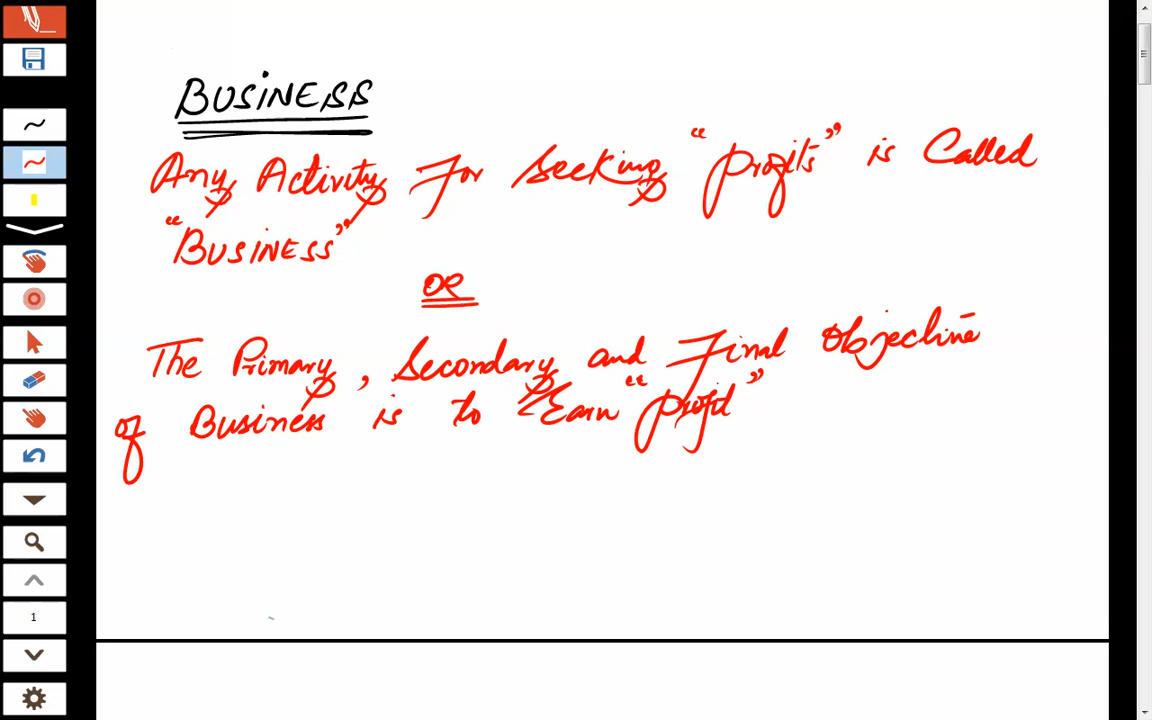 BUSINESS
Any Activity For Seeking "profits" is Called
"BUSINESS"
OR
The Primary, Secondary and Final Objective
of Business is to Earn "profit"
1